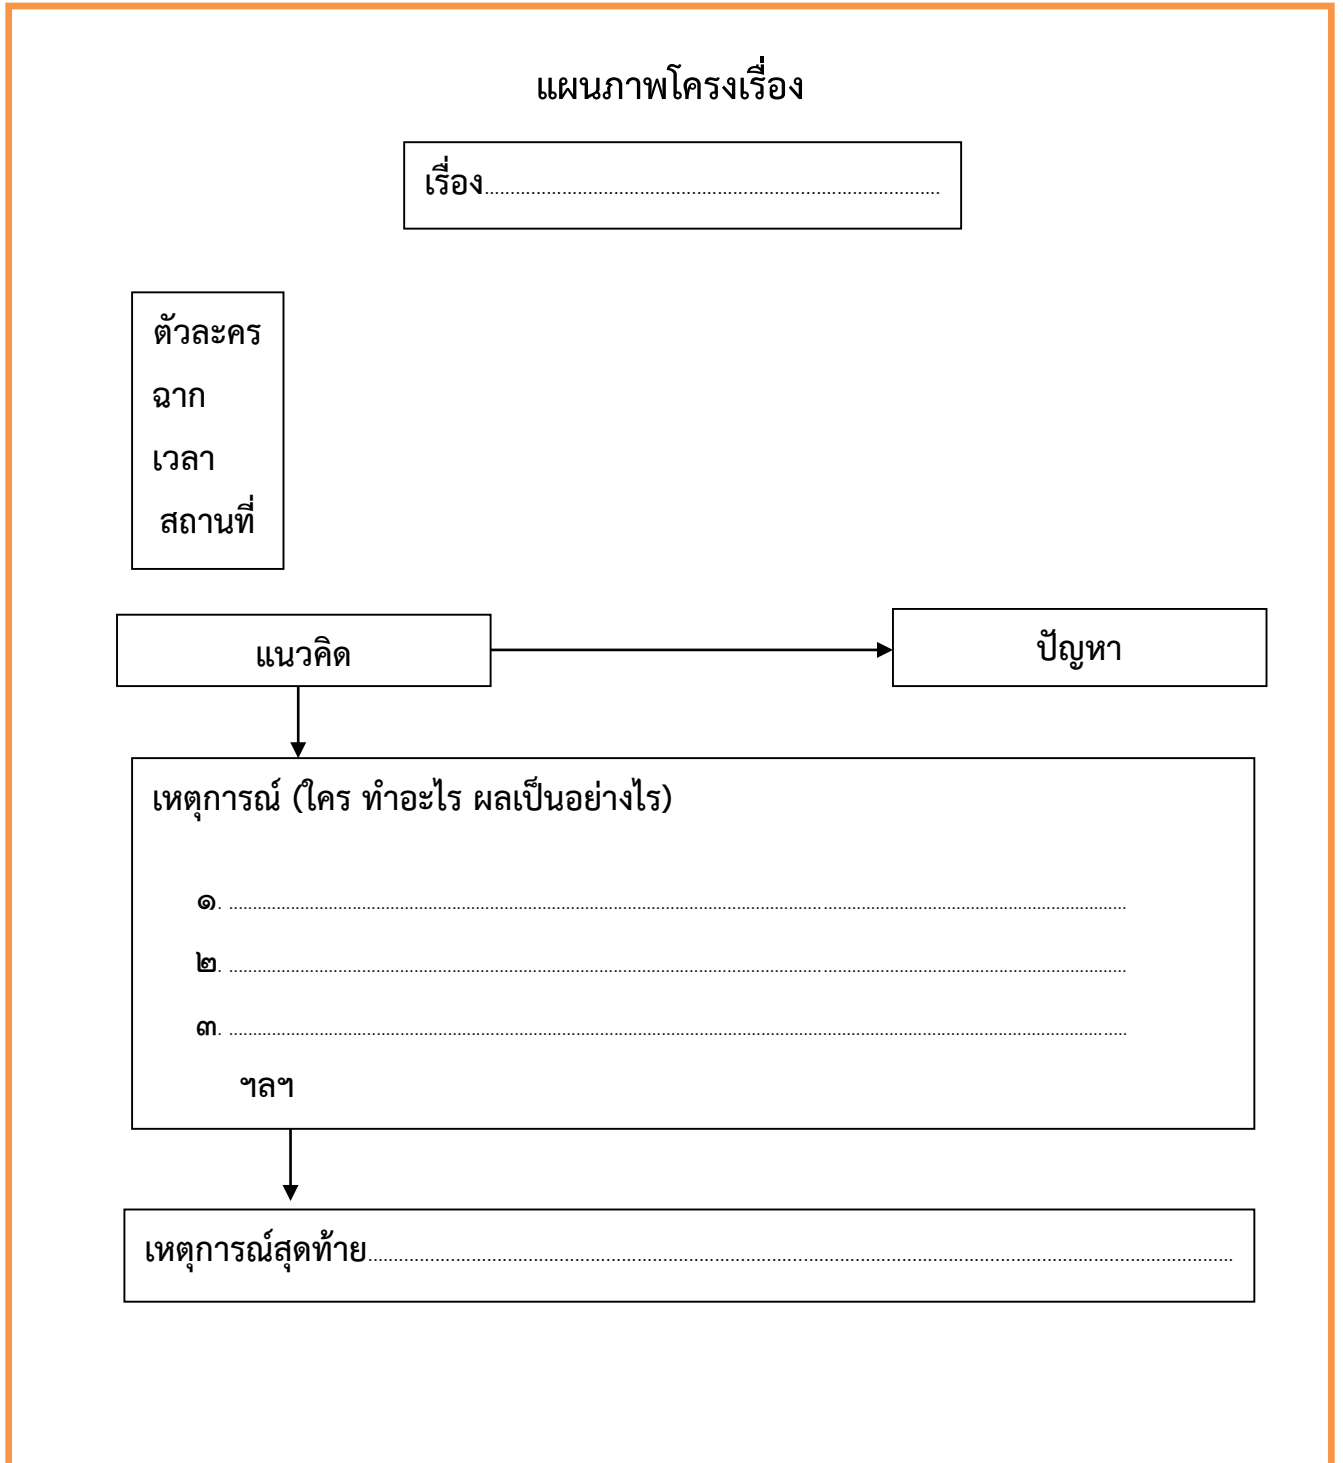 แผนภาพโครงเรื่อง
เรื่อง........................................................................................
ตัวละคร
ฉาก
เวลา
สถานที่
แนวคิด
ปัญหา
เหตุการณ์ (ใคร ทำอะไร ผลเป็นอย่างไร)
๑. ........................................................................................
๒. ........................................................................................
๓. ........................................................................................
ฯลฯ
เหตุการณ์สุดท้าย........................................................................................